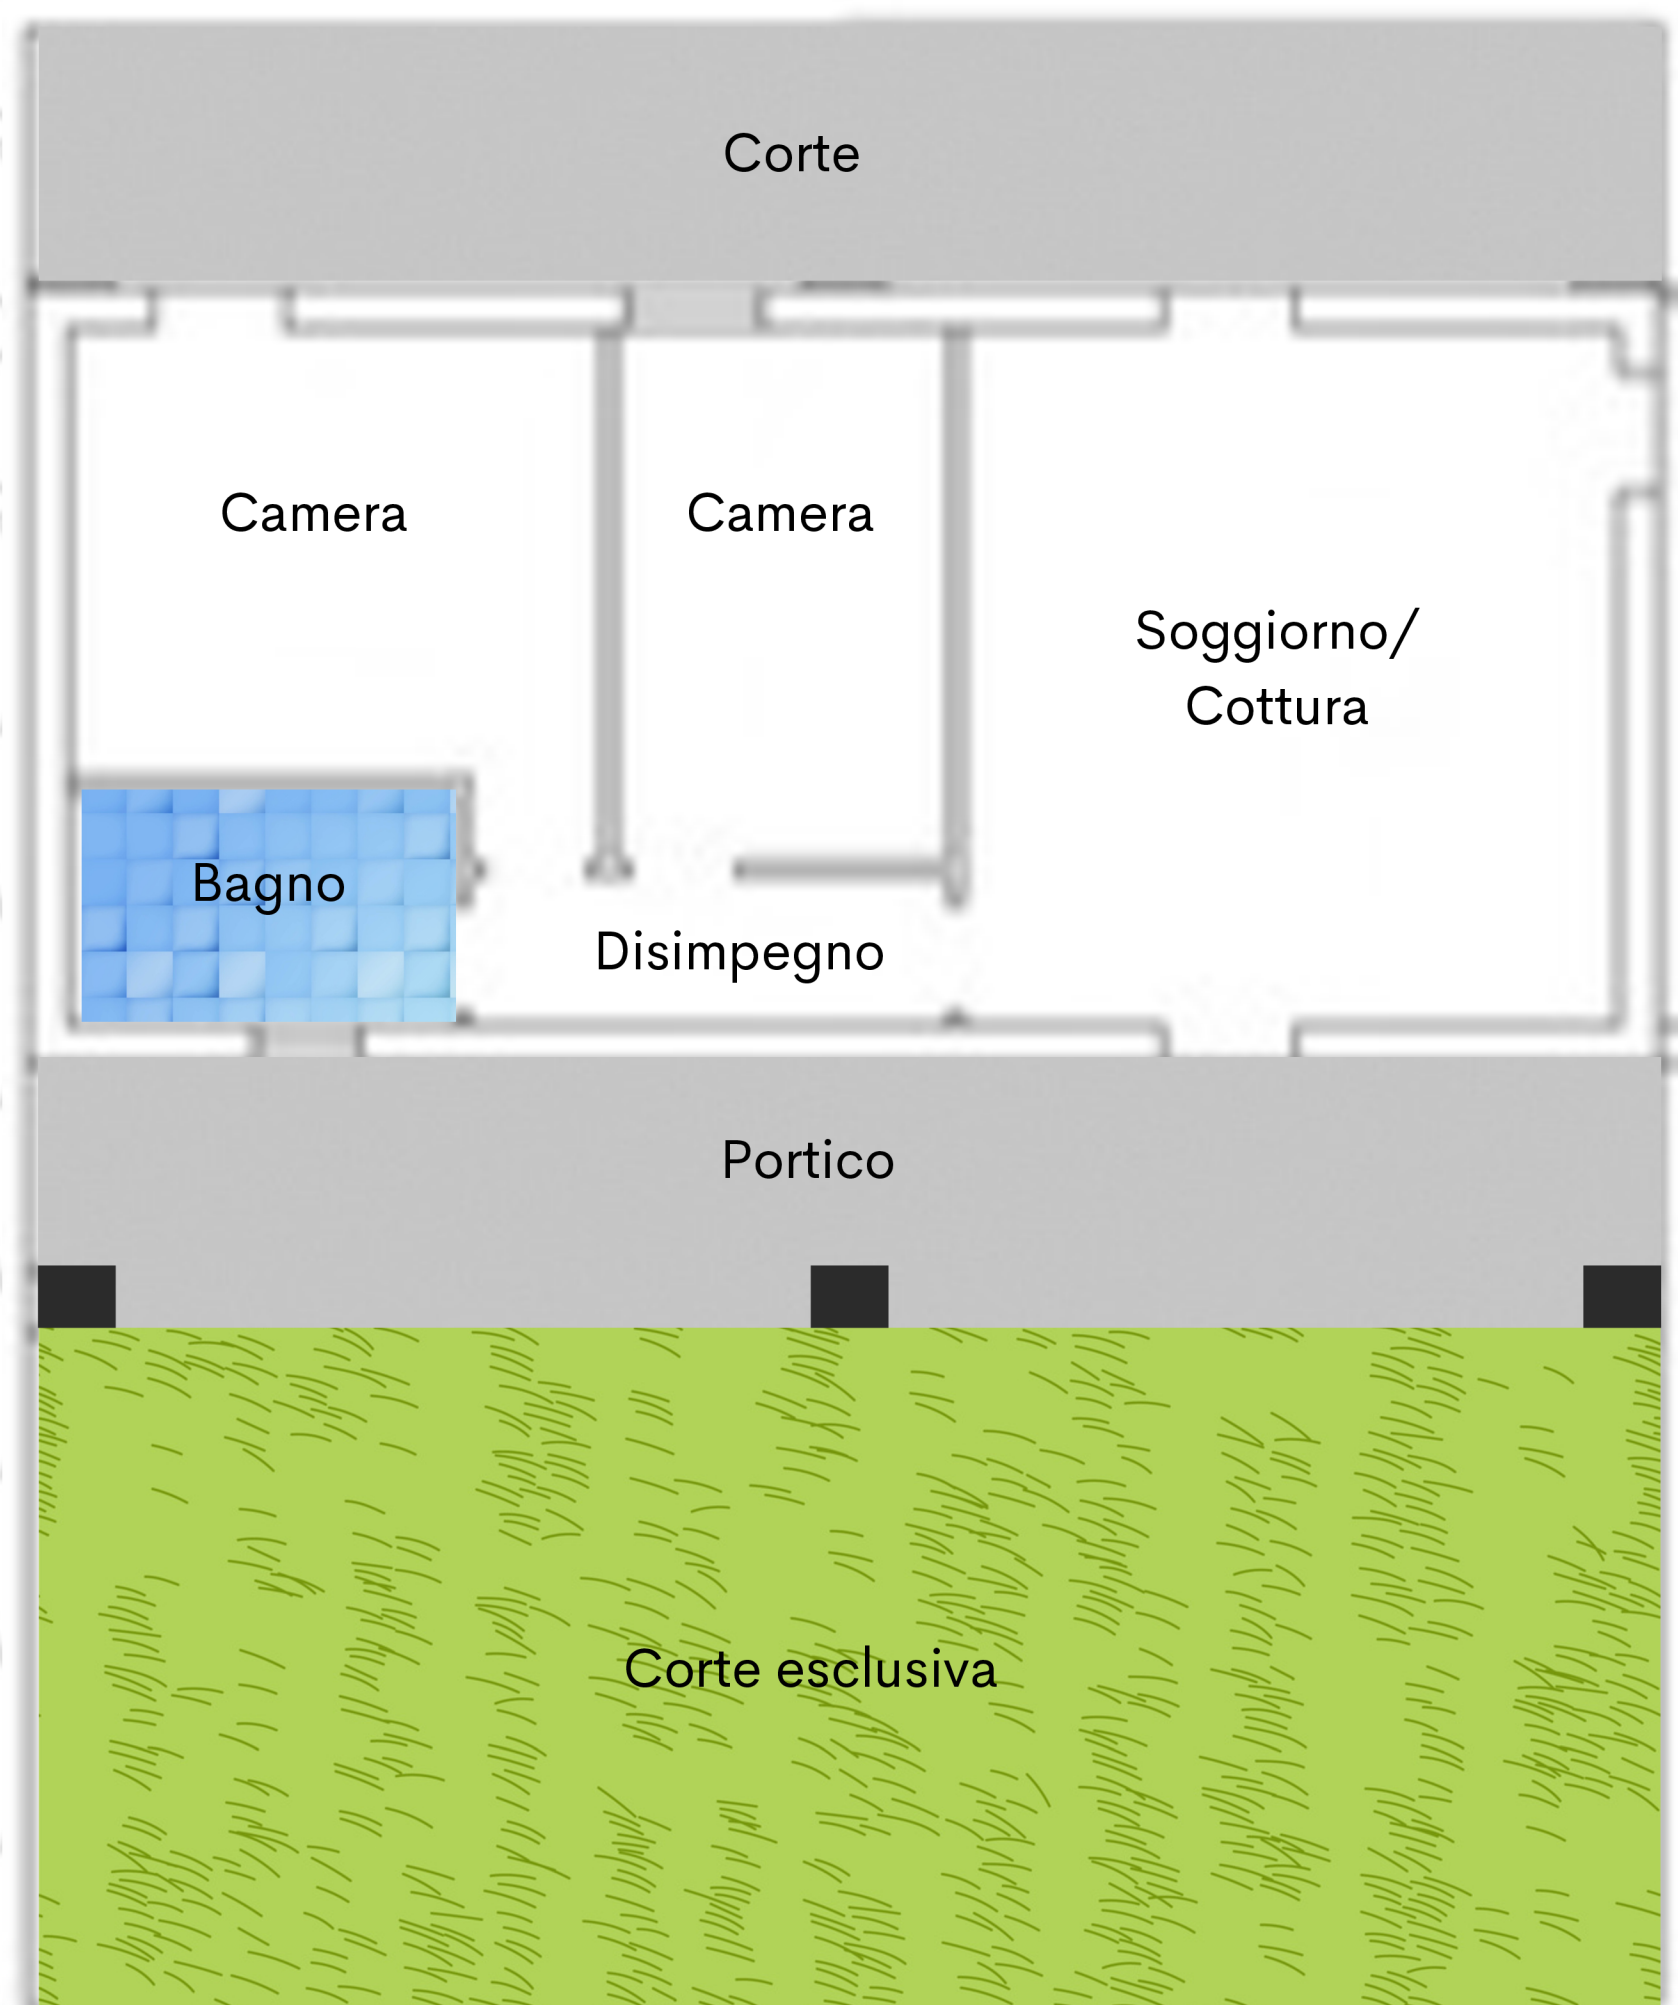 Corte
Camera
Camera
Soggiorno/
Cottura
Bagno
Disimpegno
Portico
Corte esclusiva